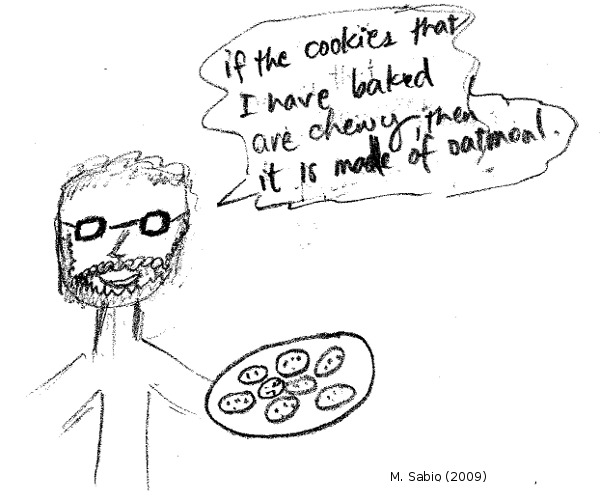 if the cookies that
I have baked
are chewy, then
it is made of oatmeal.
M. Sabio (2009)